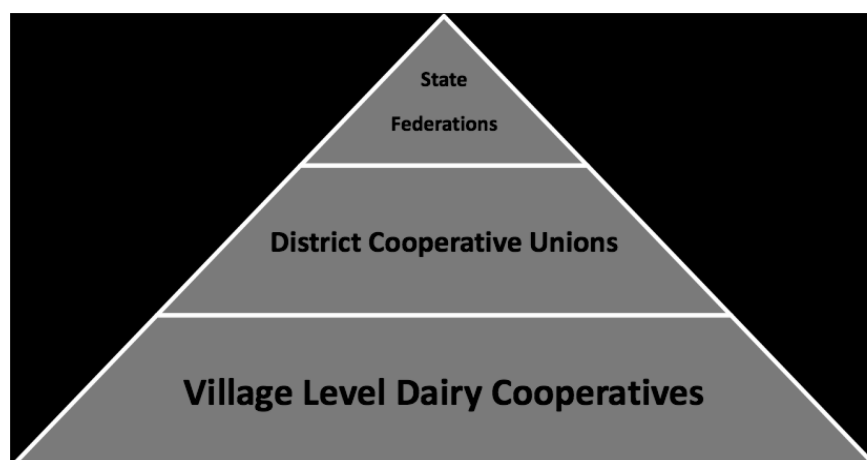 State
Federations
District Cooperative Unions
Village Level Dairy Cooperatives